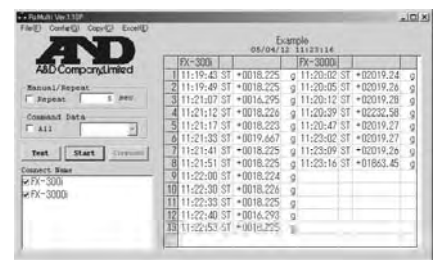 RsMulti Ver.1.10P
File(F) Config(G) Copy(C) Excel(L)
AND
A&D Company,Limited
Example
05/04/12 11:23:16
Manual/Repeat
Repeat 5 sec.
Command Data
All
Test Start Command
Connect Name
FX-300i
FX-3000i
FX-300i FX-3000i
1 11:19:43 ST +0018.225 g 11:20:02 ST +02019.24 g
2 11:19:49 ST +0018.225 g 11:20:05 ST +02019.26 g
3 11:21:07 ST +0016.295 g 11:20:12 ST +02019.28 g
4 11:21:12 ST +0018.226 g 11:20:39 ST +02232.58 g
5 11:21:17 ST +0018.223 g 11:20:47 ST +02019.27 g
6 11:21:33 ST +0019.667 g 11:23:02 ST +02019.27 g
7 11:21:41 ST +0018.225 g 11:23:09 ST +02019.26 g
8 11:21:51 ST +0018.225 g 11:23:16 ST +01863.45 g
9 11:22:00 ST +0018.224 g
10 11:22:30 ST +0018.226 g
11 11:22:33 ST +0018.225 g
12 11:22:40 ST +0016.293 g
13 11:22:53 ST +0018.225 g